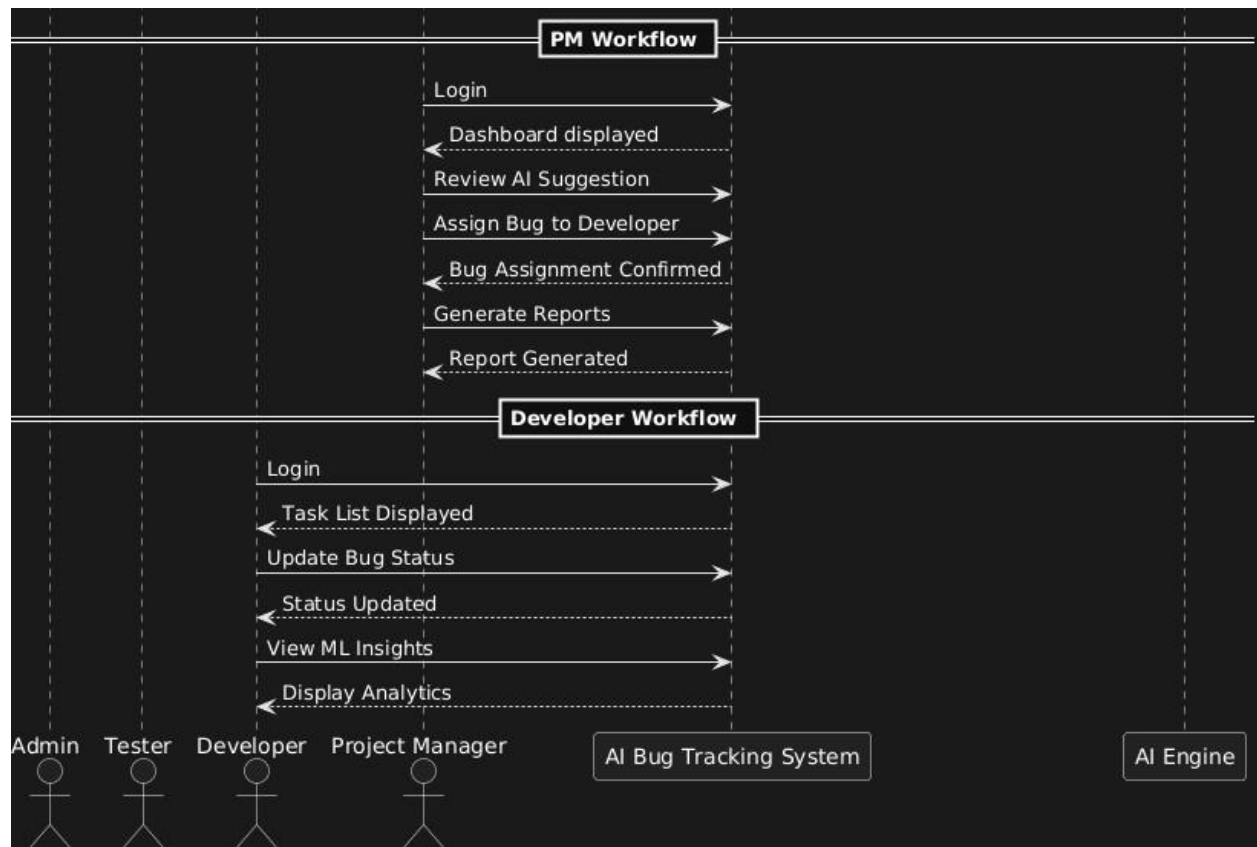 PM Workflow
Login
Dashboard displayed
Review AI Suggestion
Assign Bug to Developer
Bug Assignment Confirmed
Generate Reports
Report Generated
Developer Workflow
Login
Task List Displayed
Update Bug Status
Status Updated
View ML Insights
Display Analytics
Admin Tester Developer Project Manager AI Bug Tracking System AI Engine